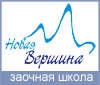 Новая
Вершина
заочная школа